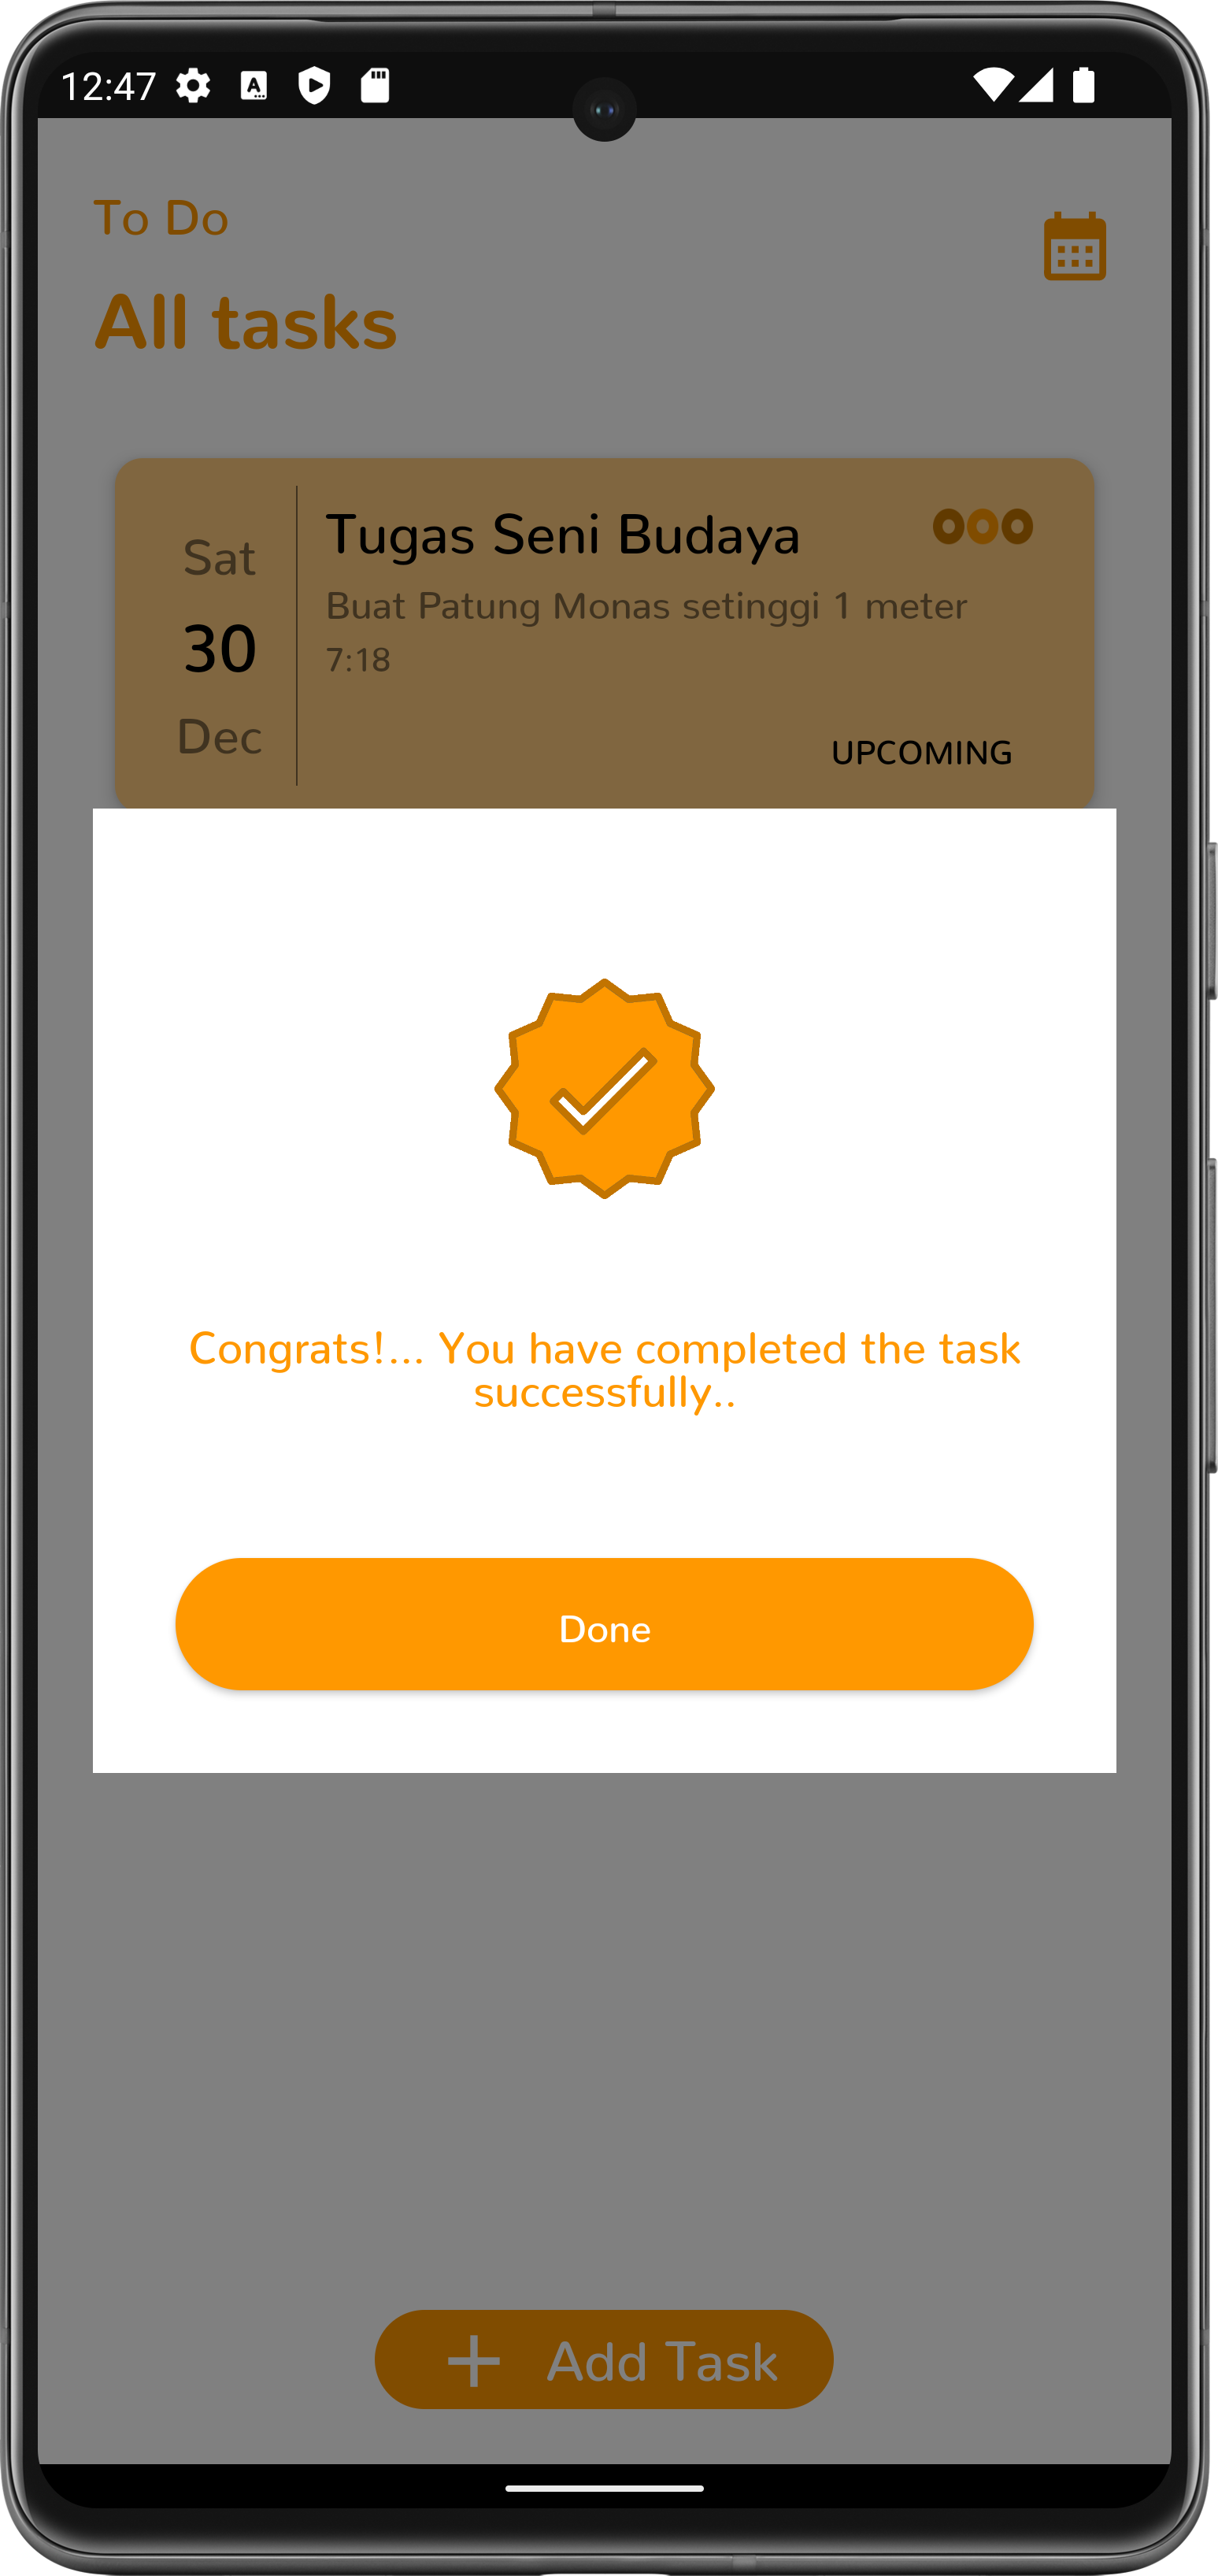 12:47
To Do
All tasks
Sat
30
Dec
Tugas Seni Budaya
Buat Patung Monas setinggi 1 meter
7:18
UPCOMING
Congrats!... You have completed the task
successfully..
Done
Add Task